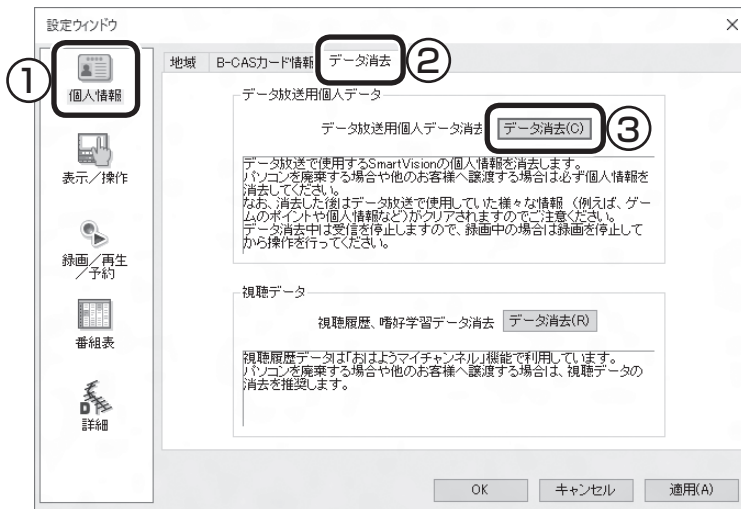 設定ウィンドウ
①
個人情報
表示／操作
録画／再生
／予約
番組表
詳細
地域
B-CASカード情報
データ消去
②
データ放送用個人データ
データ放送用個人データ消去
データ消去(C)
③
データ放送で使用するSmartVisionの個人情報を消去します。
パソコンを廃棄する場合や他のお客様へ譲渡する場合は必ず個人情報を
消去してください。
なお、消去した後はデータ放送で使用していた様々な情報（例えば、ゲー
ムのポイントや個人情報など）がクリアされますのでご注意ください。
データ消去中は受信を停止しますので、録画中の場合は録画を停止して
から操作を行ってください。
視聴データ
視聴履歴、嗜好学習データ消去
データ消去(R)
視聴履歴データは「おはようマイチャンネル」機能で利用しています。
パソコンを廃棄する場合や他のお客様へ譲渡する場合は、視聴データの
消去を推奨します。
OK
キャンセル
適用(A)